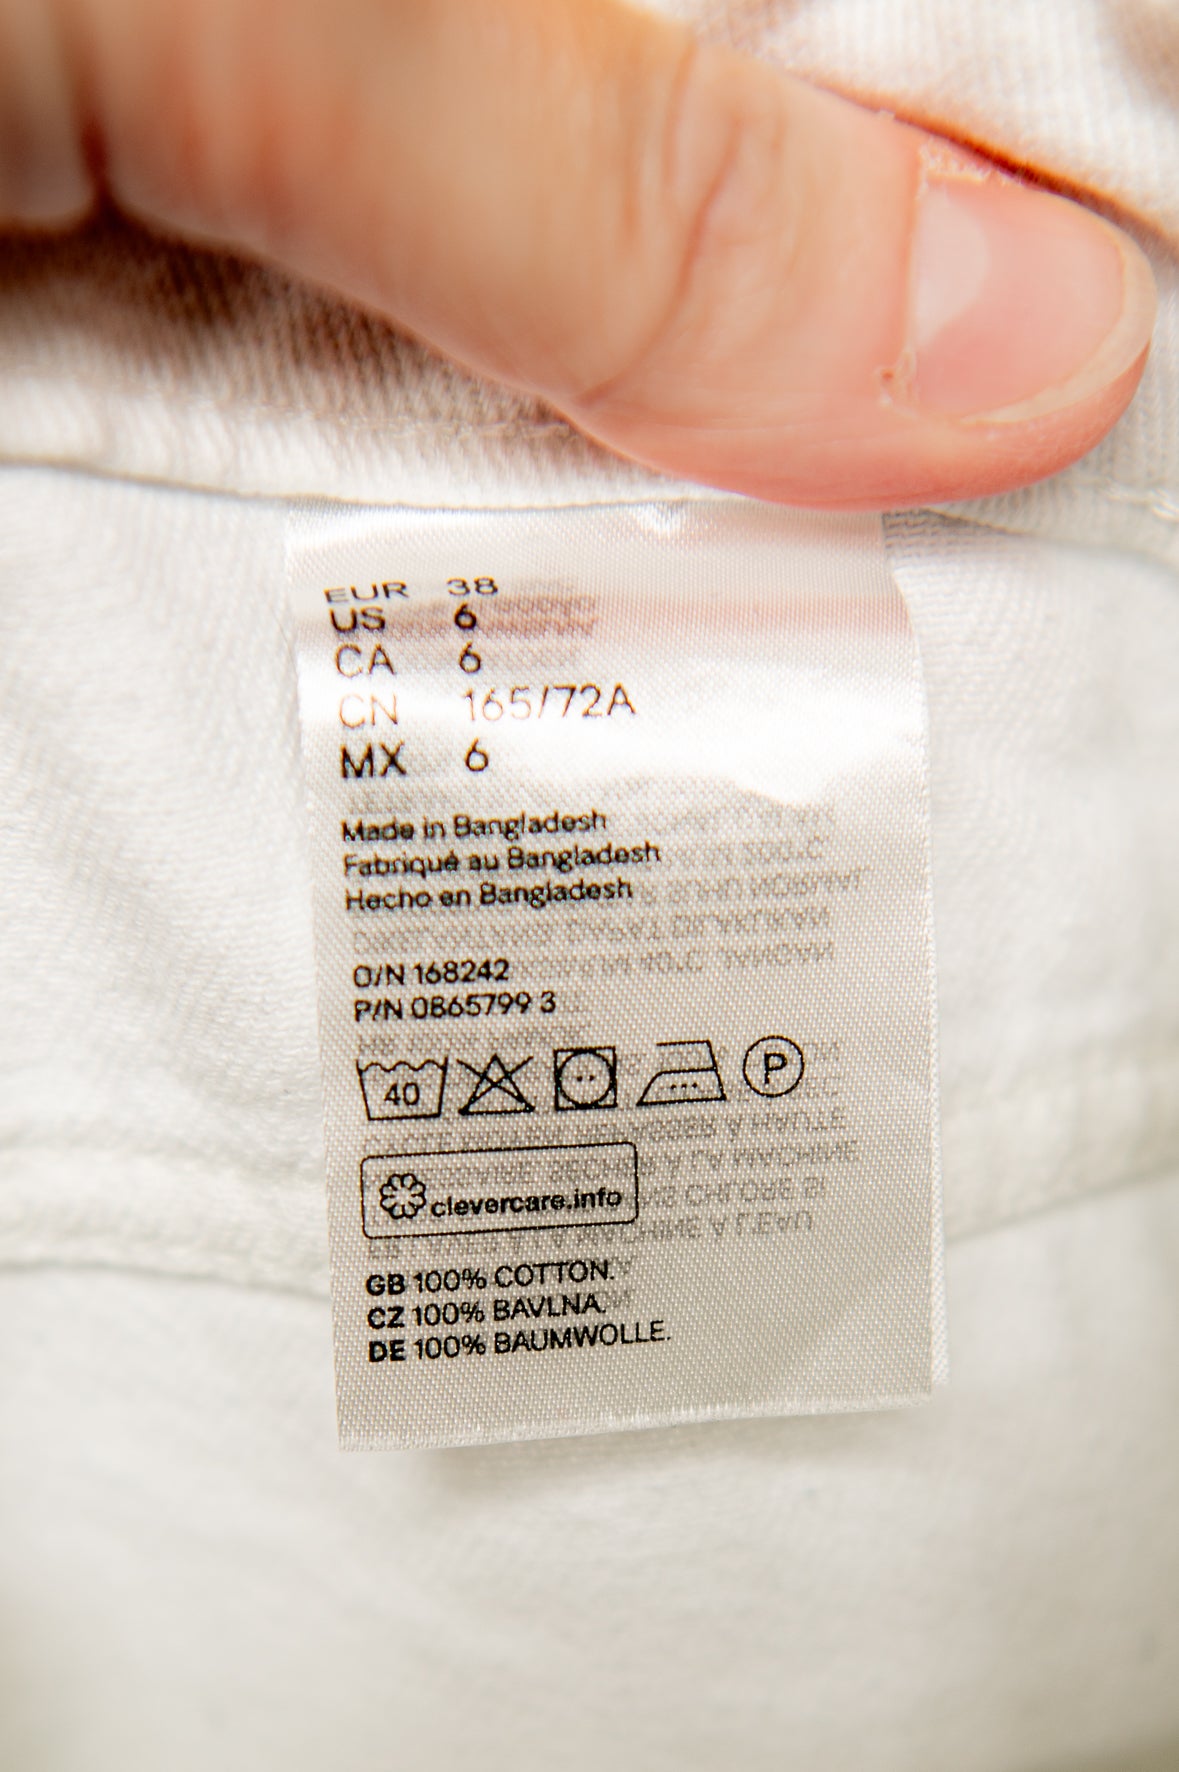 EUR 38
US 6
CA 6
CN 165/72A
MX 6
Made in Bangladesh
Fabriqué au Bangladesh
Hecho en Bangladesh
O/N 168242
P/N 0865799 3
40 P
clevercare.info
GB 100% COTTON.
CZ 100% BAVLNA.
DE 100% BAUMWOLLE.